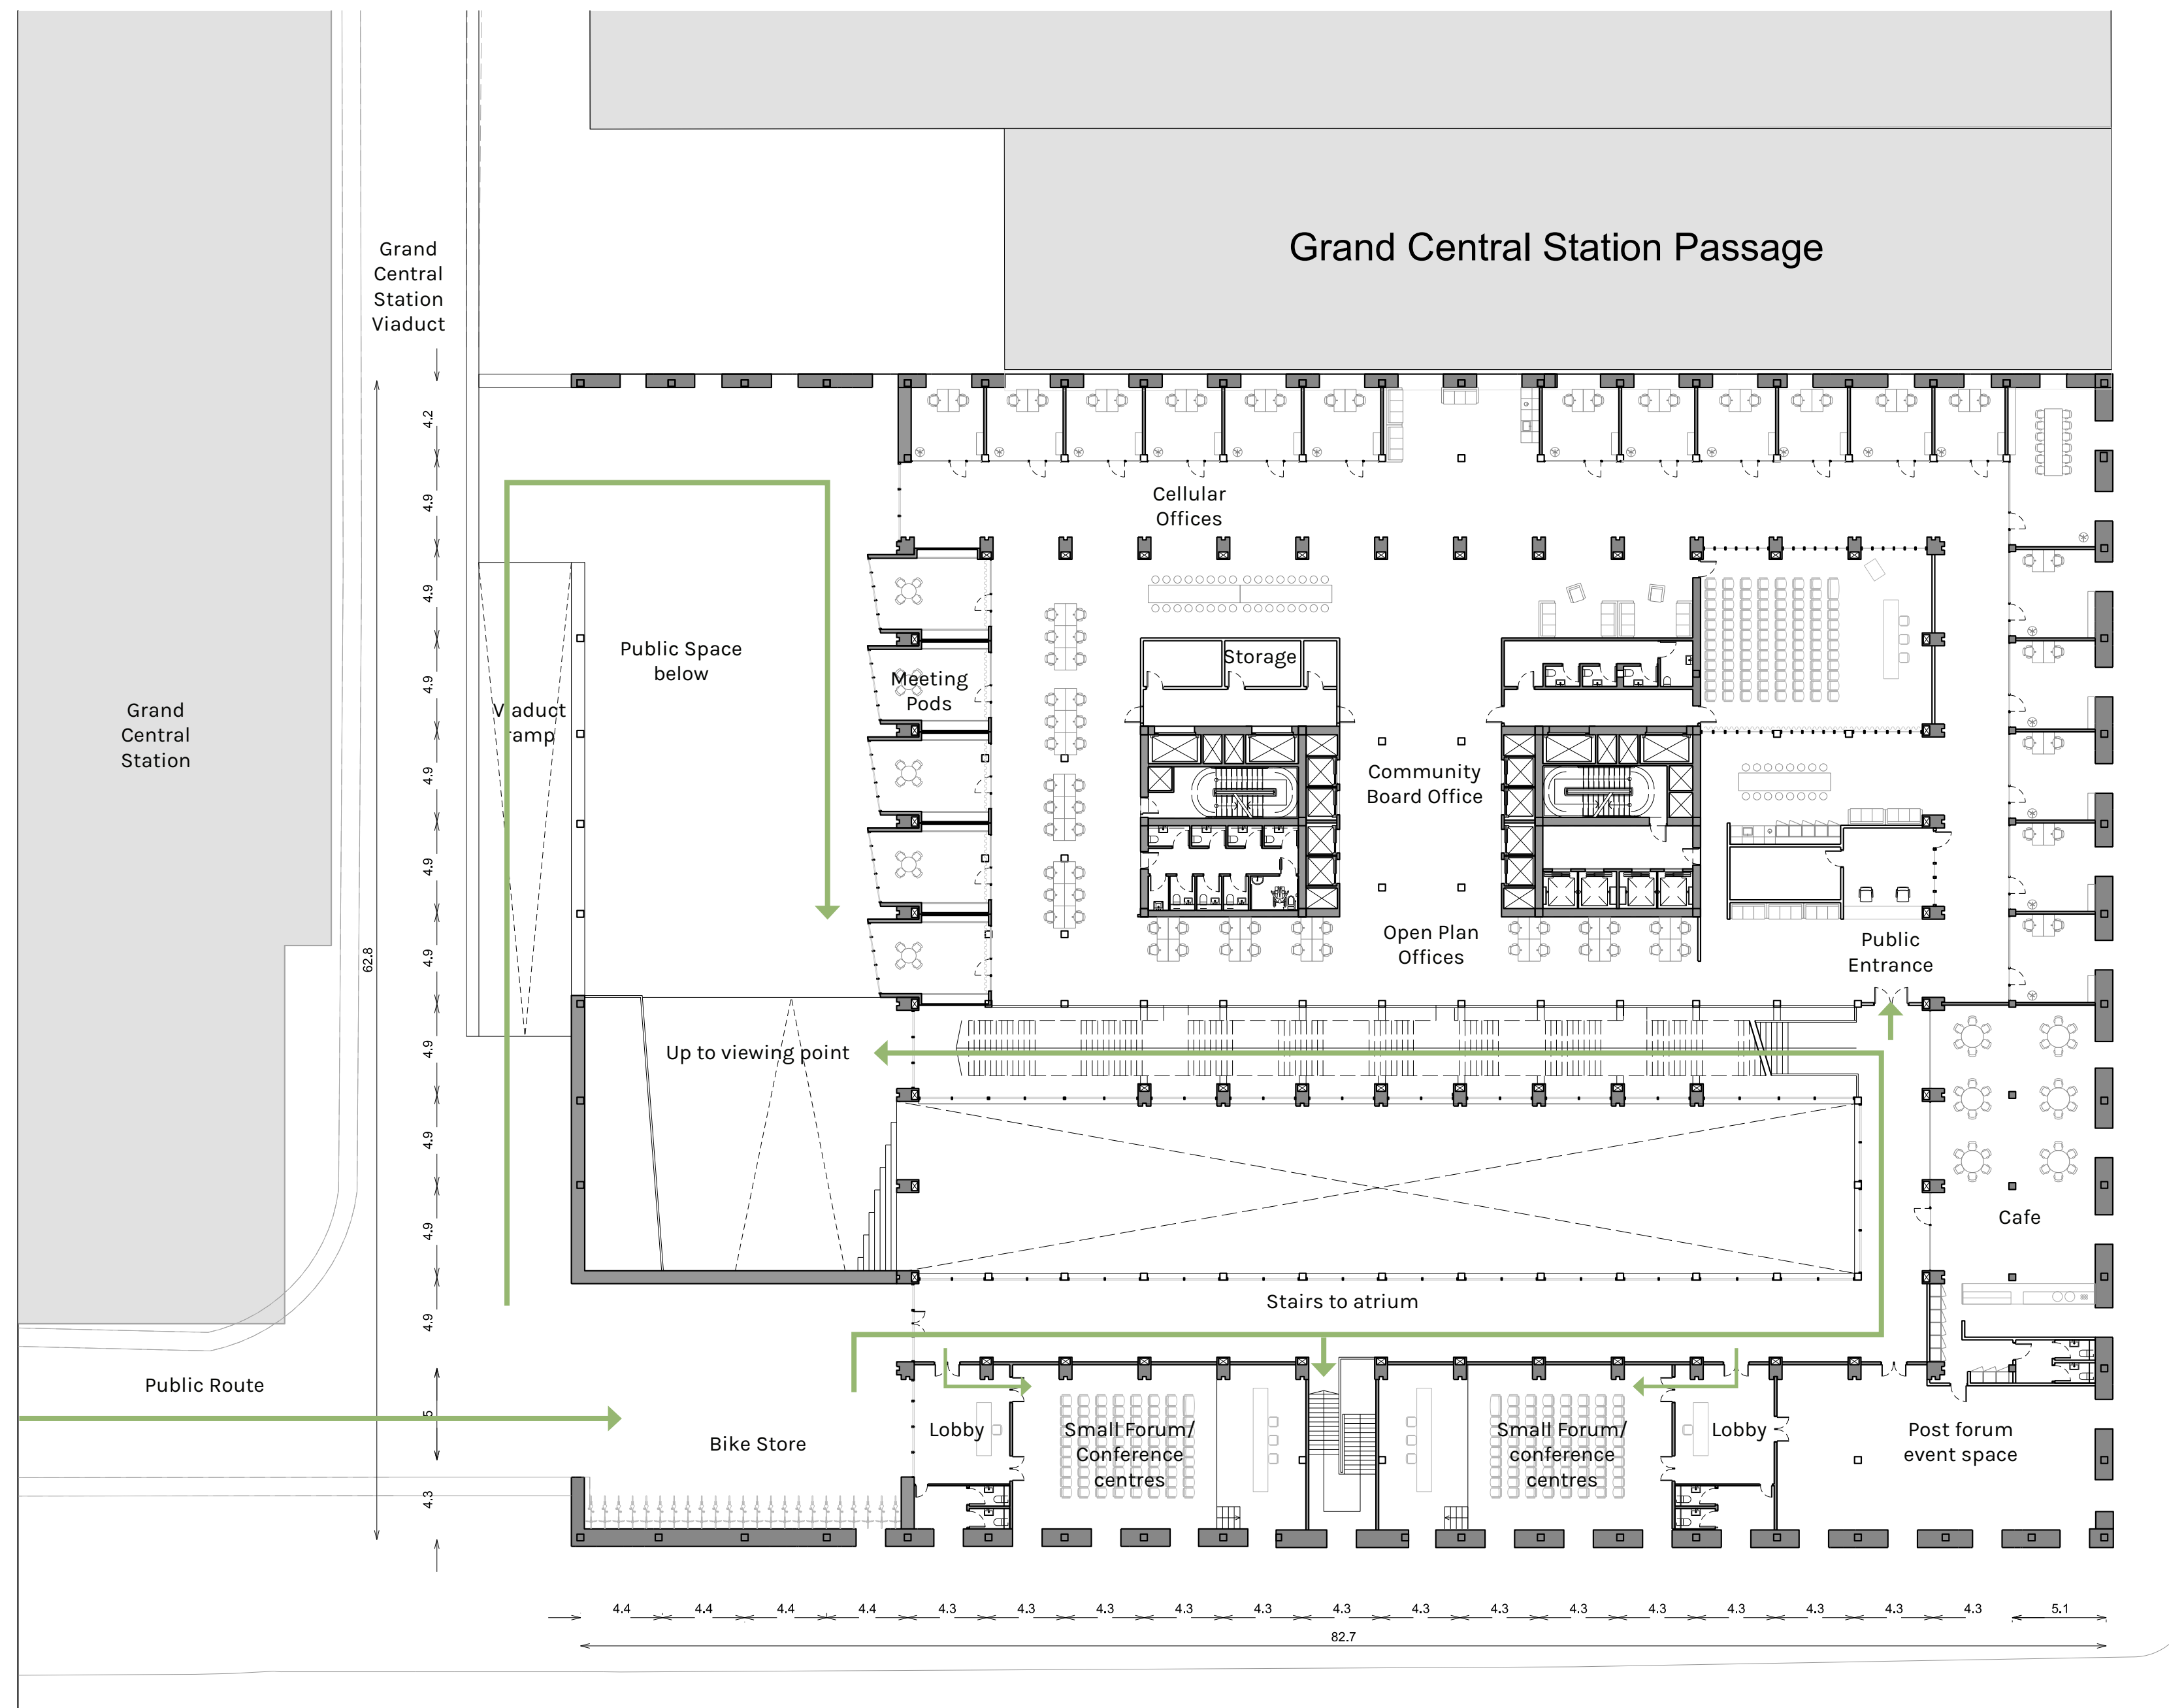 Grand Central Station Passage
Grand
Central
Station
Viaduct
4.2
4.9
4.9
4.9
4.9
4.9
4.9
4.9
4.9
4.9
4.9
5
4.3
62.8
Cellular
Offices
Public Space
below
Storage
Meeting
Pods
Viaduct
ramp
Grand
Central
Station
Community
Board Office
Open Plan
Offices
Public
Entrance
Up to viewing point
Cafe
Stairs to atrium
Public Route
Bike Store
Lobby
Small Forum/
Conference
centres
Small Forum/
conference
centres
Lobby
Post forum
event space
4.4 4.4 4.4 4.4 4.3 4.3 4.3 4.3 4.3 4.3 4.3 4.3 4.3 4.3 4.3 4.3 4.3 4.3 5.1
82.7